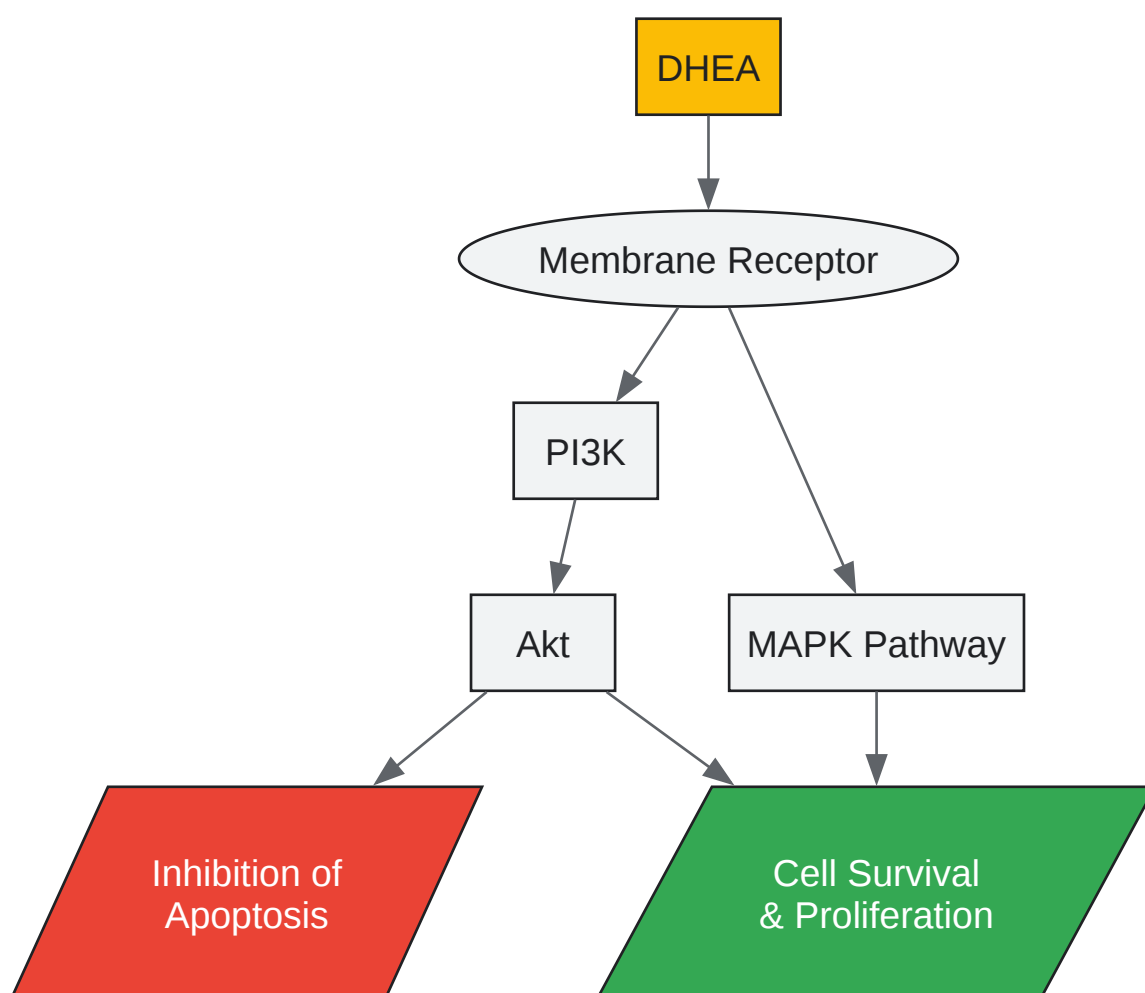 DHEA
Membrane Receptor
PI3K
Akt
MAPK Pathway
Inhibition of
Apoptosis
Cell Survival
& Proliferation